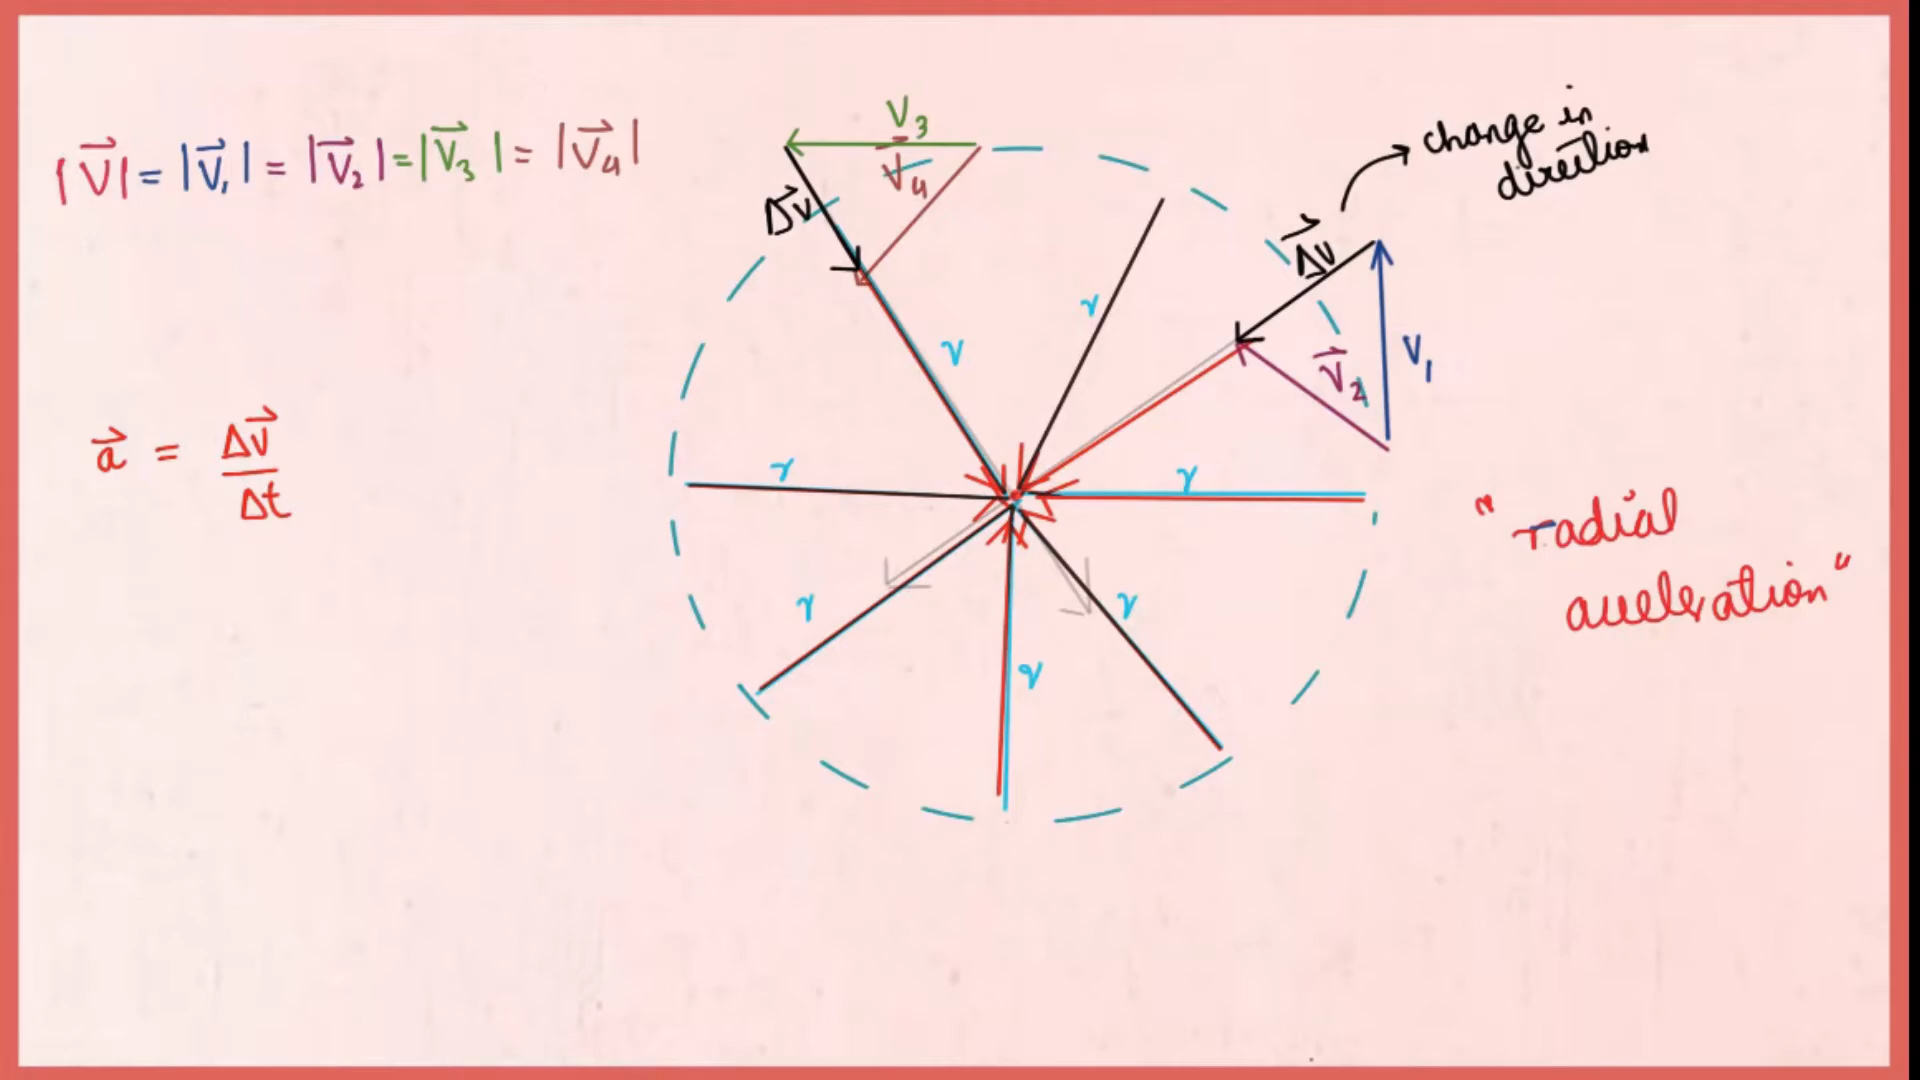 |V⃗| = |V⃗₁| = |V⃗₂| = |V⃗₃| = |V⃗₄|
V₃
V⃗₄
Δv⃗
change in
direction
Δv⃗
V₁
V⃗₂
r
r
r
r
a⃗ = Δv⃗/Δt
"radial
acceleration"
r
r
r